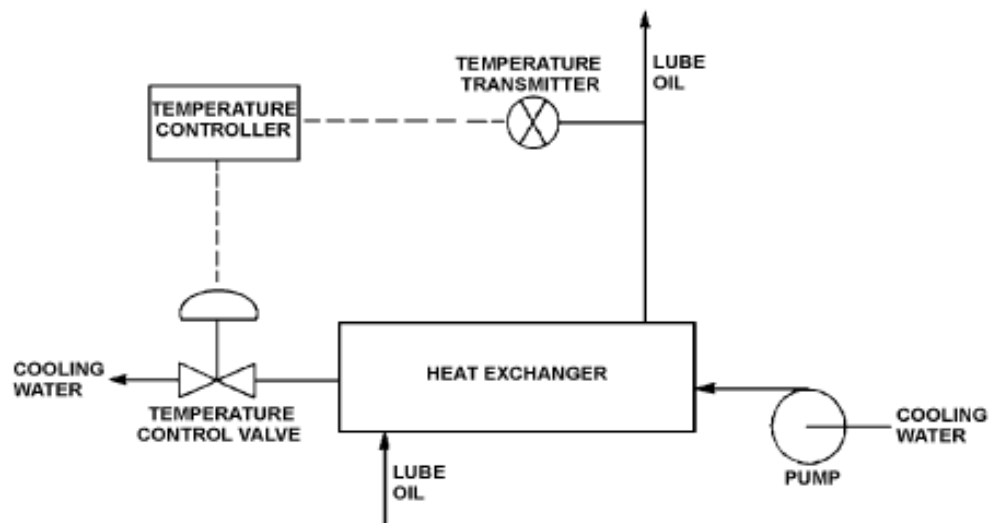 TEMPERATURE
TRANSMITTER
LUBE
OIL
TEMPERATURE
CONTROLLER
COOLING
WATER
TEMPERATURE
CONTROL VALVE
HEAT EXCHANGER
COOLING
WATER
PUMP
LUBE
OIL